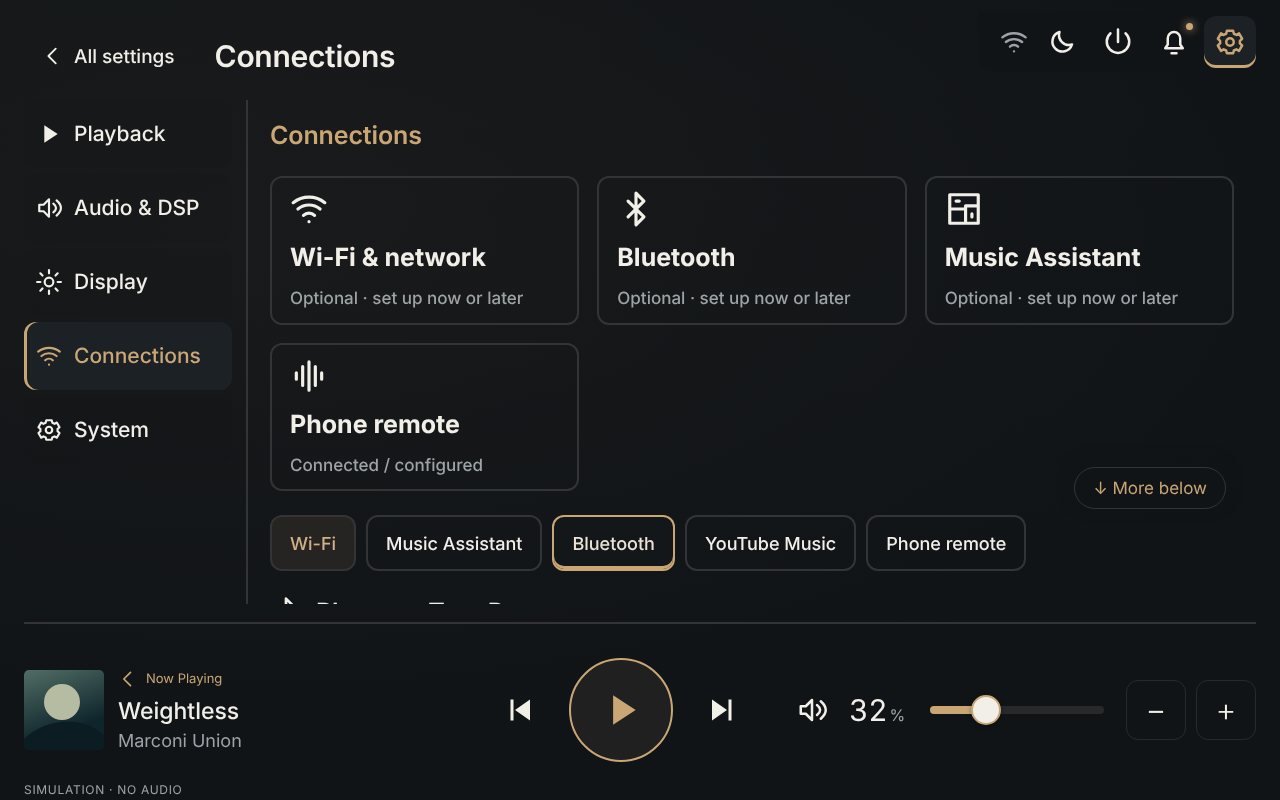 All settings
Connections
Playback
Audio & DSP
Display
Connections
System
Connections
Wi-Fi & network
Optional · set up now or later
Bluetooth
Optional · set up now or later
Music Assistant
Optional · set up now or later
Phone remote
Connected / configured
↓ More below
Wi-Fi
Music Assistant
Bluetooth
YouTube Music
Phone remote
Now Playing
Weightless
Marconi Union
32%
SIMULATION · NO AUDIO